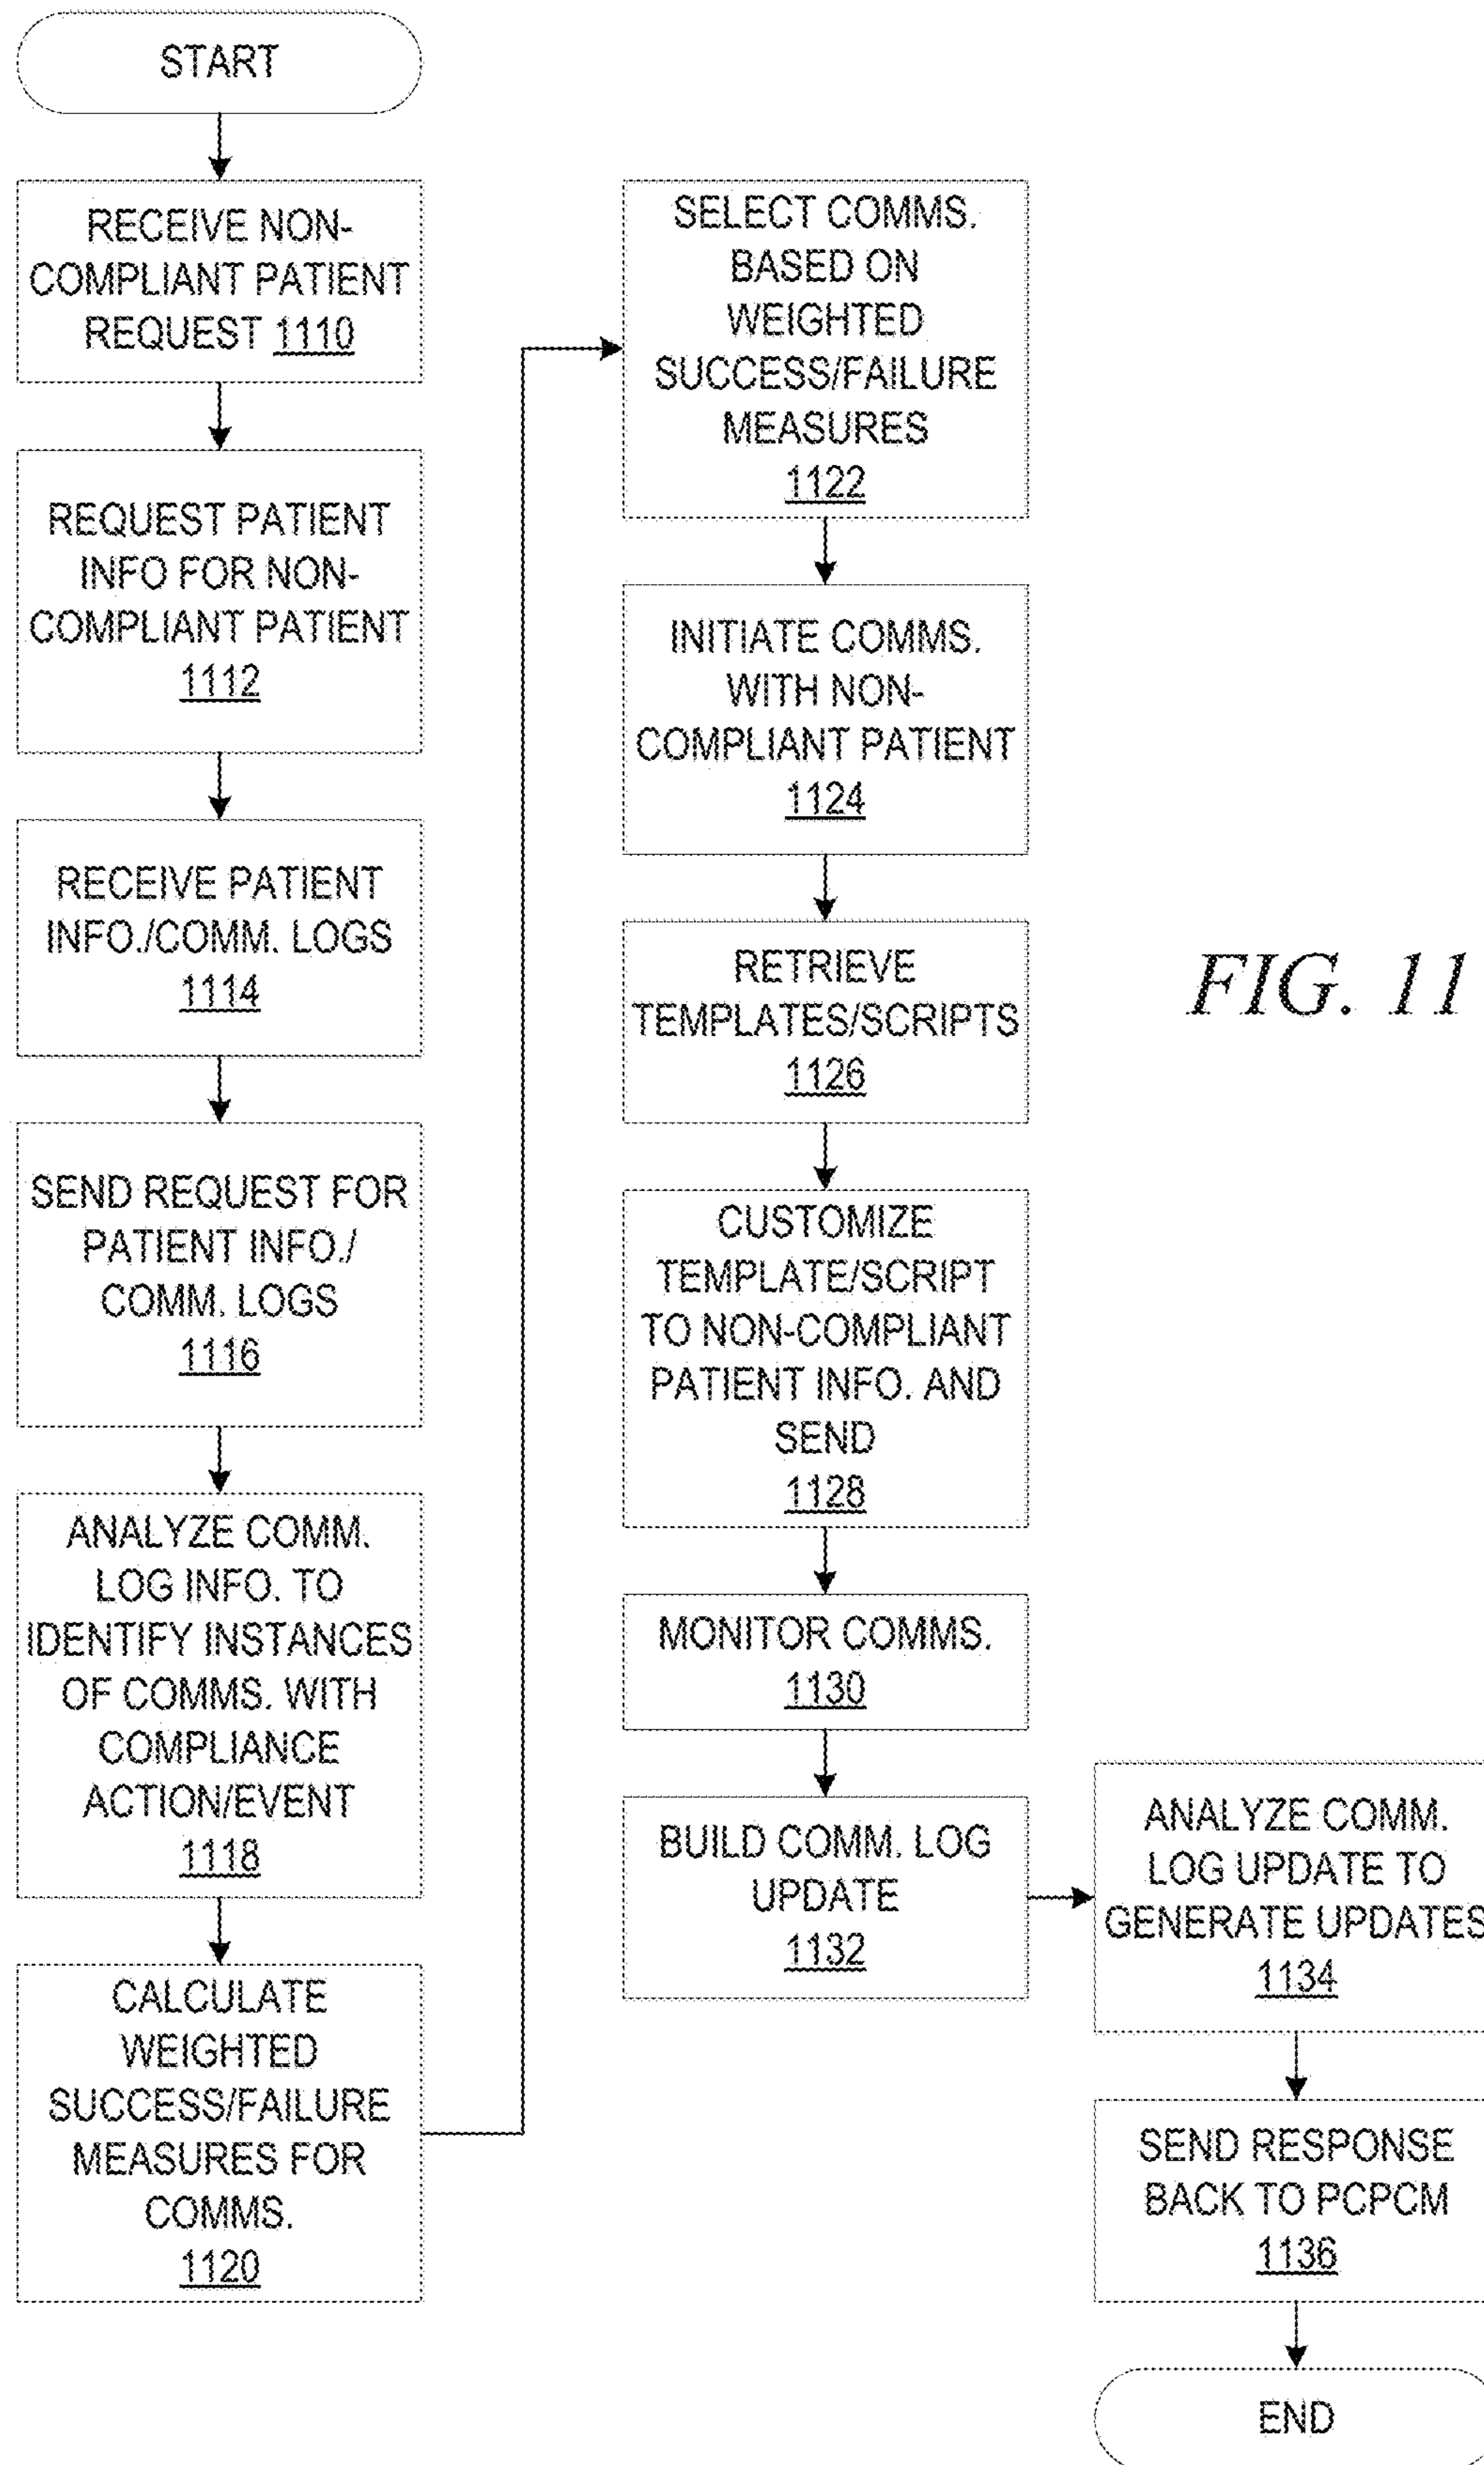 START
RECEIVE NON-
COMPLIANT PATIENT
REQUEST 1110
REQUEST PATIENT
INFO FOR NON-
COMPLIANT PATIENT
1112
RECEIVE PATIENT
INFO./COMM. LOGS
1114
SEND REQUEST FOR
PATIENT INFO./
COMM. LOGS
1116
ANALYZE COMM.
LOG INFO. TO
IDENTIFY INSTANCES
OF COMMS. WITH
COMPLIANCE
ACTION/EVENT
1118
CALCULATE
WEIGHTED
SUCCESS/FAILURE
MEASURES FOR
COMMS.
1120
SELECT COMMS.
BASED ON
WEIGHTED
SUCCESS/FAILURE
MEASURES
1122
INITIATE COMMS.
WITH NON-
COMPLIANT PATIENT
1124
RETRIEVE
TEMPLATES/SCRIPTS
1126
CUSTOMIZE
TEMPLATE/SCRIPT
TO NON-COMPLIANT
PATIENT INFO. AND
SEND
1128
MONITOR COMMS.
1130
BUILD COMM. LOG
UPDATE
1132
ANALYZE COMM.
LOG UPDATE TO
GENERATE UPDATES
1134
SEND RESPONSE
BACK TO PCPCM
1136
END
FIG. 11